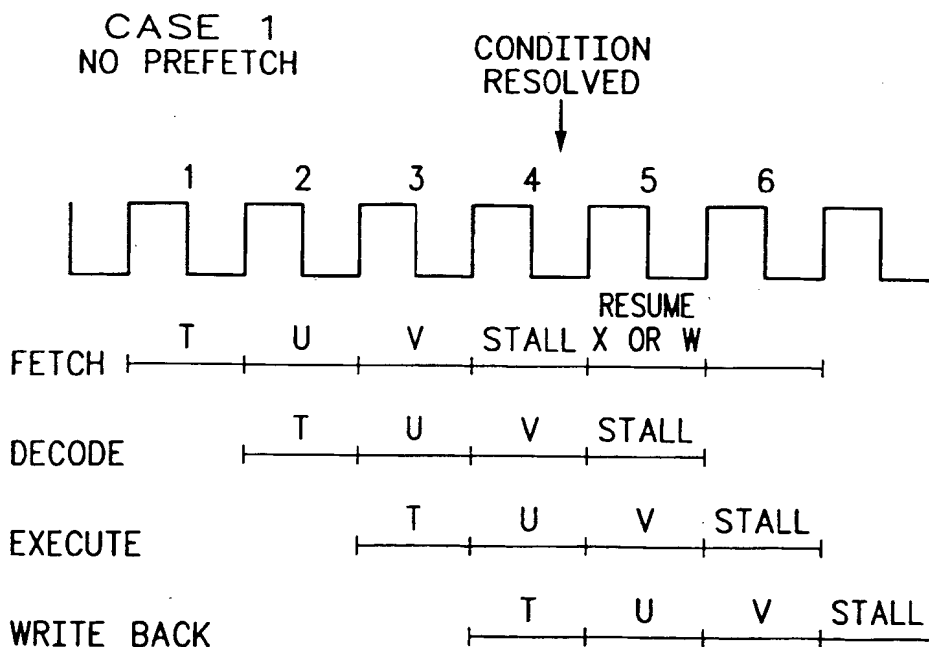 CASE 1
NO PREFETCH
CONDITION
RESOLVED
1 2 3 4 5 6
RESUME
T U V STALL X OR W
FETCH
T U V STALL
DECODE
T U V STALL
EXECUTE
T U V STALL
WRITE BACK